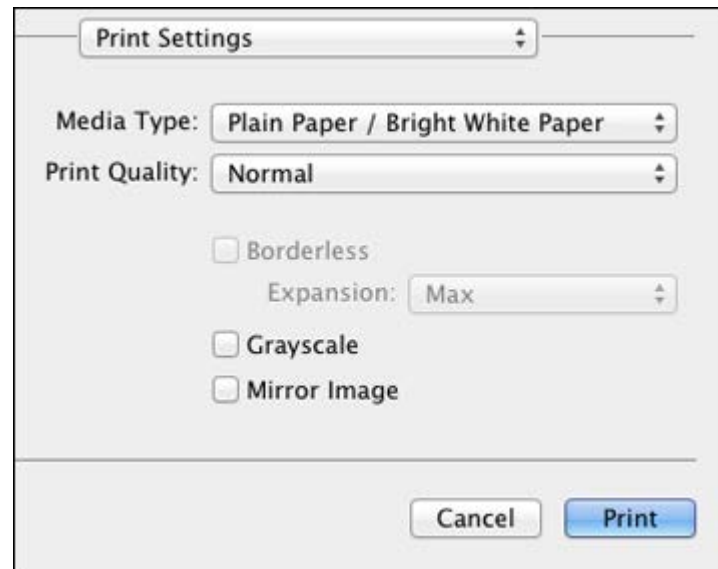 Print Settings
Media Type: Plain Paper / Bright White Paper
Print Quality: Normal
Borderless
Expansion: Max
Grayscale
Mirror Image
Cancel Print